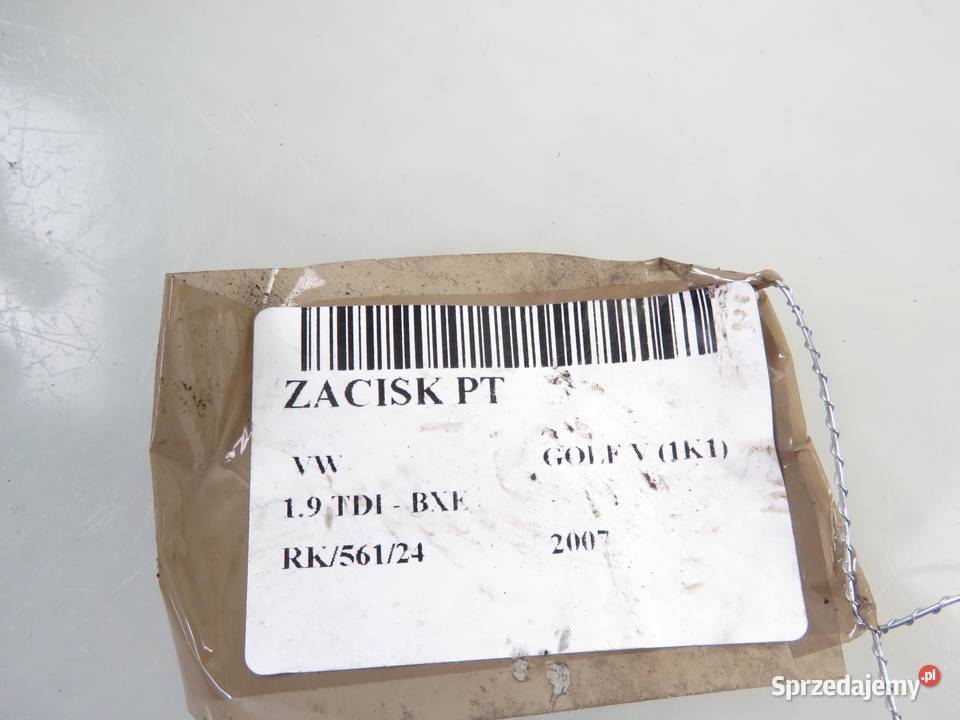 ZACISK PT
VW GOLF V (1K1)
1.9 TDI - BXE
RK/561/24 2007
Sprzedajemy.pl